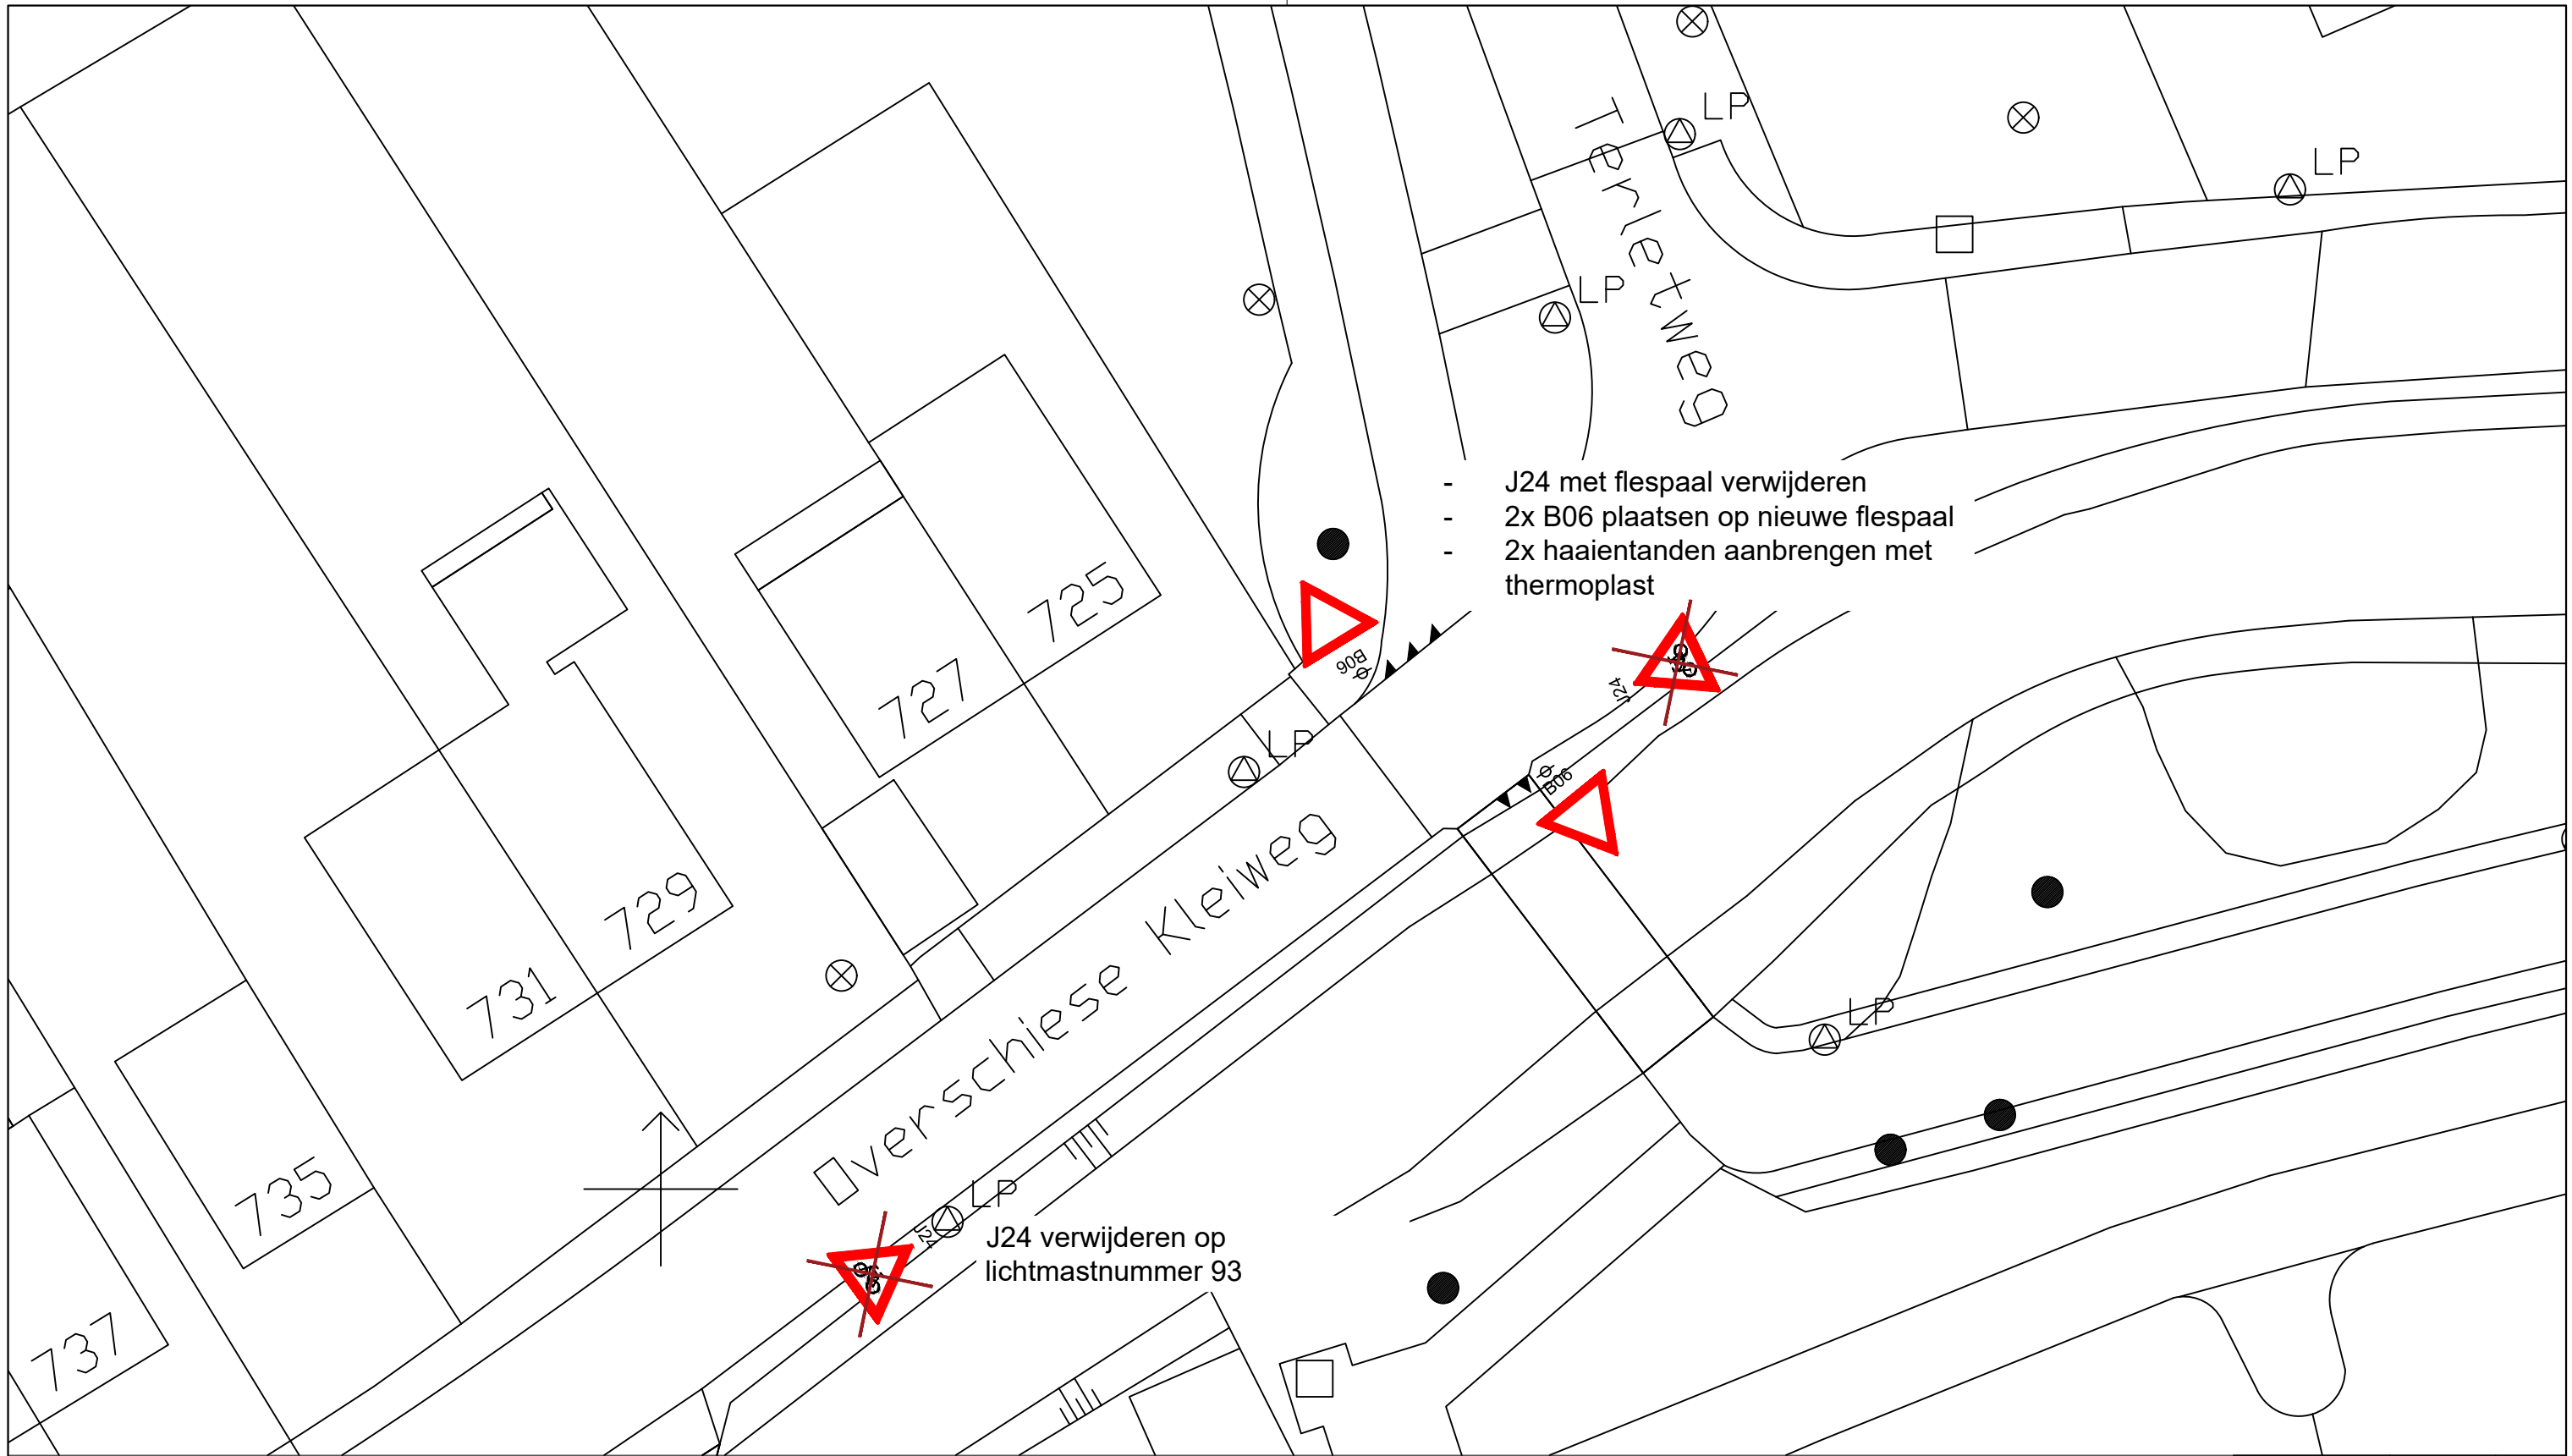 LP
LP
Terletweg
LP
- J24 met flespaal verwijderen
- 2x B06 plaatsen op nieuwe flespaal
- 2x haaientanden aanbrengen met
thermoplast
725
B06
J24
727
LP
B06
Overschiese Kleiweg
729
731
LP
735
LP
J24
J24 verwijderen op
lichtmastnummer 93
737